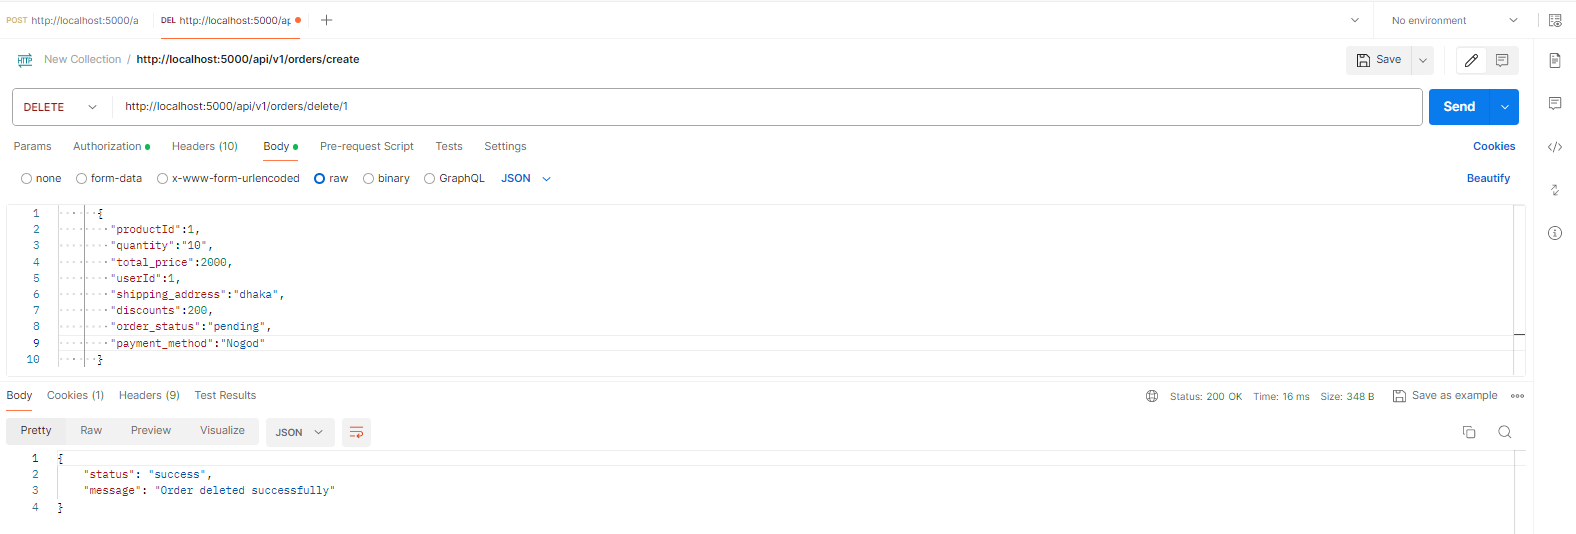 POST http://localhost:5000/a DEL http://localhost:5000/ap No environment
New Collection / http://localhost:5000/api/v1/orders/create Save
DELETE http://localhost:5000/api/v1/orders/delete/1 Send
Params Authorization Headers (10) Body Pre-request Script Tests Settings Cookies
none form-data x-www-form-urlencoded raw binary GraphQL JSON Beautify
1 {
2 "productId":1,
3 "quantity":"10",
4 "total_price":2000,
5 "userId":1,
6 "shipping_address":"dhaka",
7 "discounts":200,
8 "order_status":"pending",
9 "payment_method":"Nogod"
10 }
Body Cookies (1) Headers (9) Test Results Status: 200 OK Time: 16 ms Size: 348 B Save as example
Pretty Raw Preview Visualize JSON
1 {
2 "status": "success",
3 "message": "Order deleted successfully"
4 }